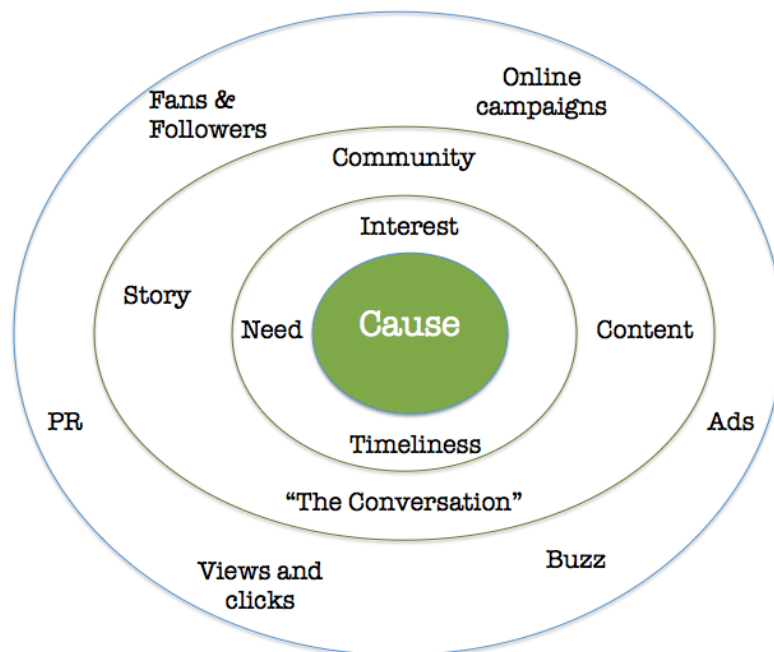 Online
campaigns
Fans &
Followers
Community
Interest
Story
Need
Cause
Content
PR
Ads
Timeliness
“The Conversation”
Buzz
Views and
clicks